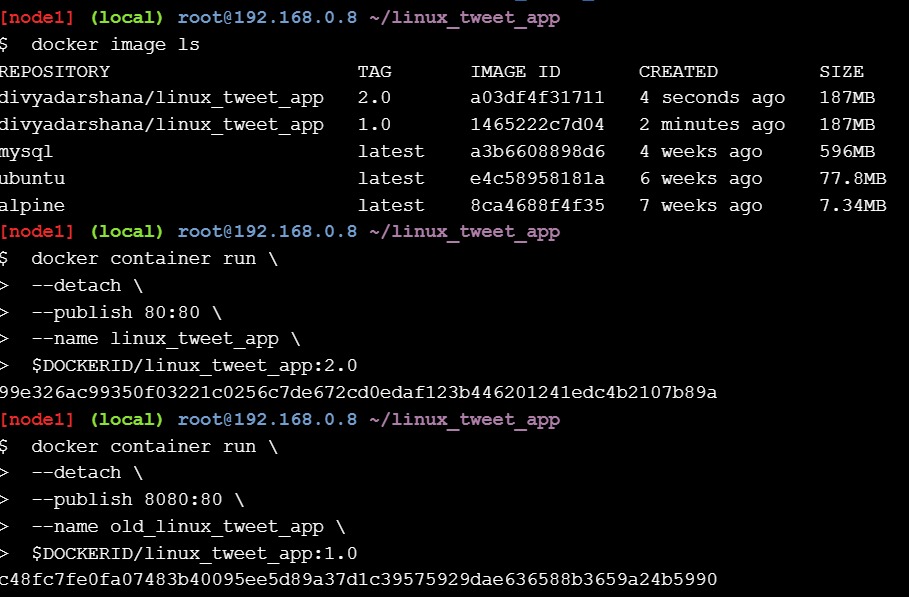 [node1] (local) root@192.168.0.8 ~/linux_tweet_app
$ docker image ls
REPOSITORY TAG IMAGE ID CREATED SIZE
divyadarshana/linux_tweet_app 2.0 a03df4f31711 4 seconds ago 187MB
divyadarshana/linux_tweet_app 1.0 1465222c7d04 2 minutes ago 187MB
mysql latest a3b6608898d6 4 weeks ago 596MB
ubuntu latest e4c58958181a 6 weeks ago 77.8MB
alpine latest 8ca4688f4f35 7 weeks ago 7.34MB
[node1] (local) root@192.168.0.8 ~/linux_tweet_app
$ docker container run \
> --detach \
> --publish 80:80 \
> --name linux_tweet_app \
> $DOCKERID/linux_tweet_app:2.0
99e326ac99350f03221c0256c7de672cd0edaf123b446201241edc4b2107b89a
[node1] (local) root@192.168.0.8 ~/linux_tweet_app
$ docker container run \
> --detach \
> --publish 8080:80 \
> --name old_linux_tweet_app \
> $DOCKERID/linux_tweet_app:1.0
c48fc7fe0fa07483b40095ee5d89a37d1c39575929dae636588b3659a24b5990